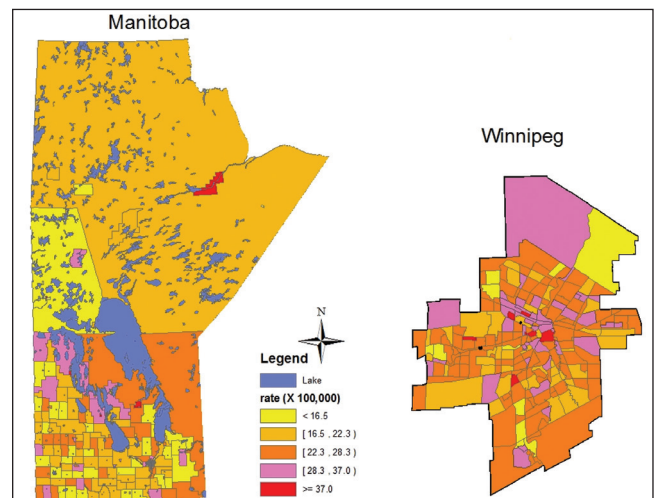 Manitoba
Winnipeg
N
Legend
Lake
rate (X 100,000)
< 16.5
[ 16.5 , 22.3 )
[ 22.3 , 28.3 )
[ 28.3 , 37.0 )
>= 37.0